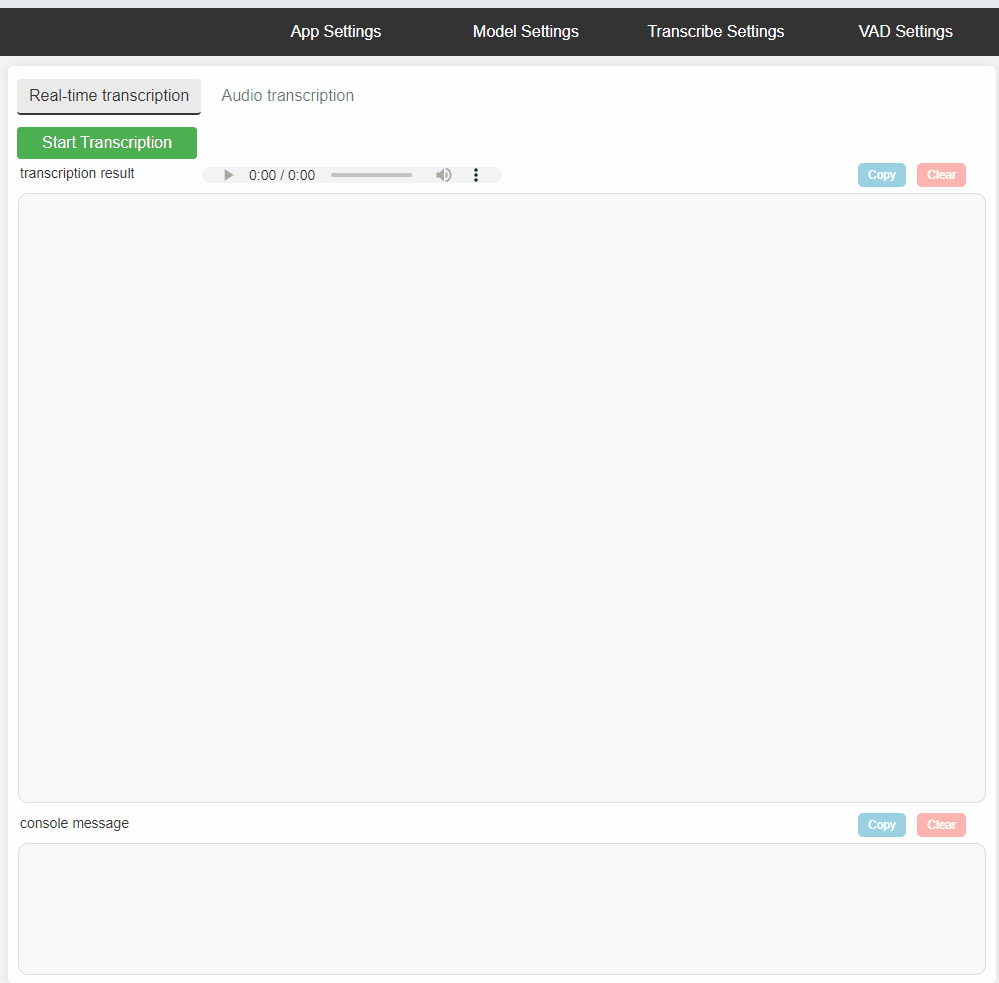 App Settings Model Settings Transcribe Settings VAD Settings
Real-time transcription Audio transcription
Start Transcription
transcription result 0:00 / 0:00 Copy Clear
console message Copy Clear